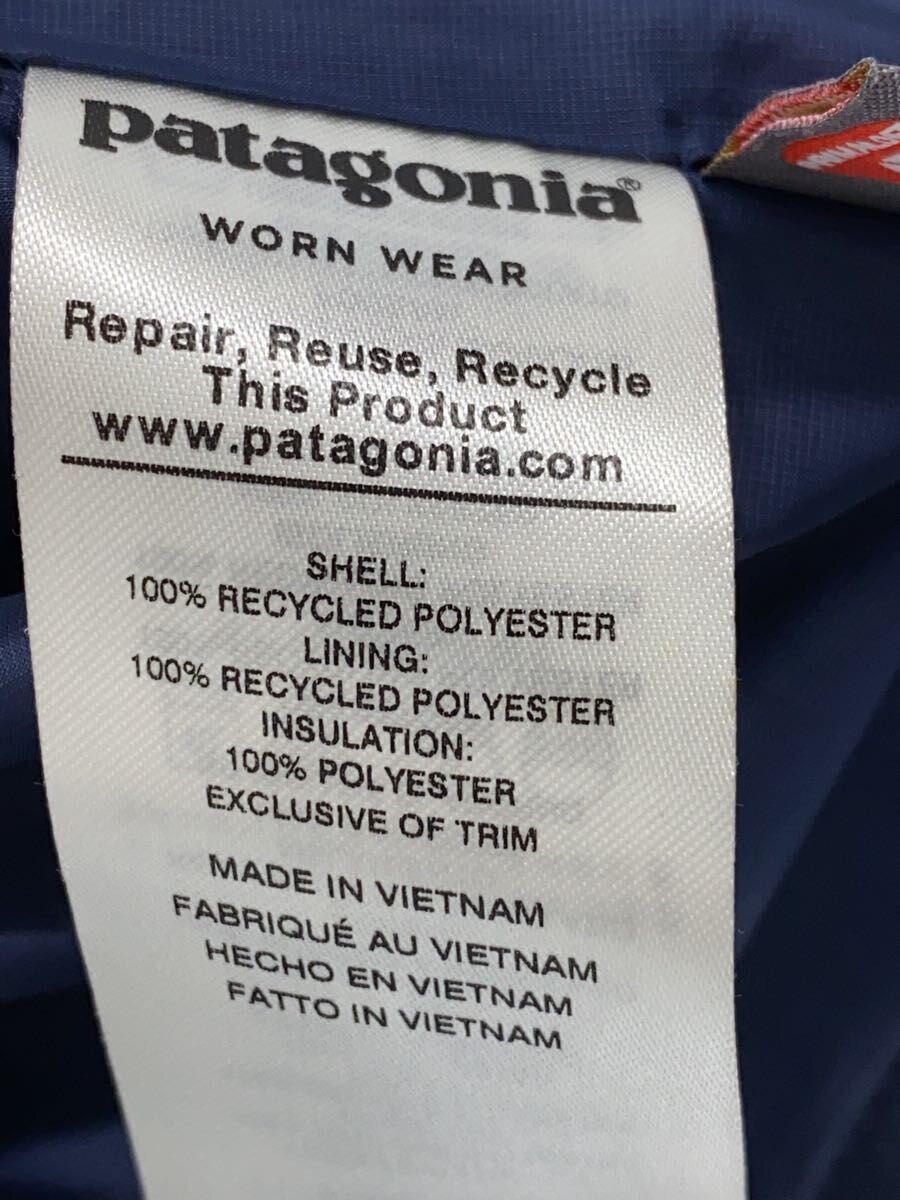 patagonia®
WORN WEAR
Repair, Reuse, Recycle
This Product
www.patagonia.com
SHELL:
100% RECYCLED POLYESTER
LINING:
100% RECYCLED POLYESTER
INSULATION:
100% POLYESTER
EXCLUSIVE OF TRIM
MADE IN VIETNAM
FABRIQUÉ AU VIETNAM
HECHO EN VIETNAM
FATTO IN VIETNAM